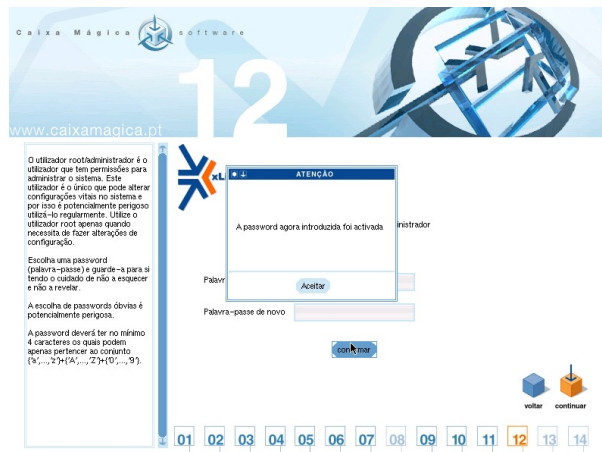 Caixa Mágica software
12
www.caixamagica.pt
O utilizador root/administrador é o
utilizador que tem permissões para
administrar o sistema. Este
utilizador é o único que pode alterar
configurações vitais no sistema e
por isso é potencialmente perigoso
utilizá-lo regularmente. Utilize o
utilizador root apenas quando
necessita de fazer alterações de
configuração.
Escolha uma password
(palavra-passe) e guarde-a para si
tendo o cuidado de não a esquecer
e não a revelar.
A escolha de passwords óbvias é
potencialmente perigosa.
A password deverá ter no mínimo
4 caracteres os quais podem
apenas pertencer ao conjunto
{'a',...,'z'}+{'A',...,'Z'}+{'0',...,'9'}.
xL
ATENÇÃO
A password agora introduzida foi activada
Aceitar
inistrador
Palavr
Palavra-passe de novo
confirmar
voltar continuar
01 02 03 04 05 06 07 08 09 10 11 12 13 14